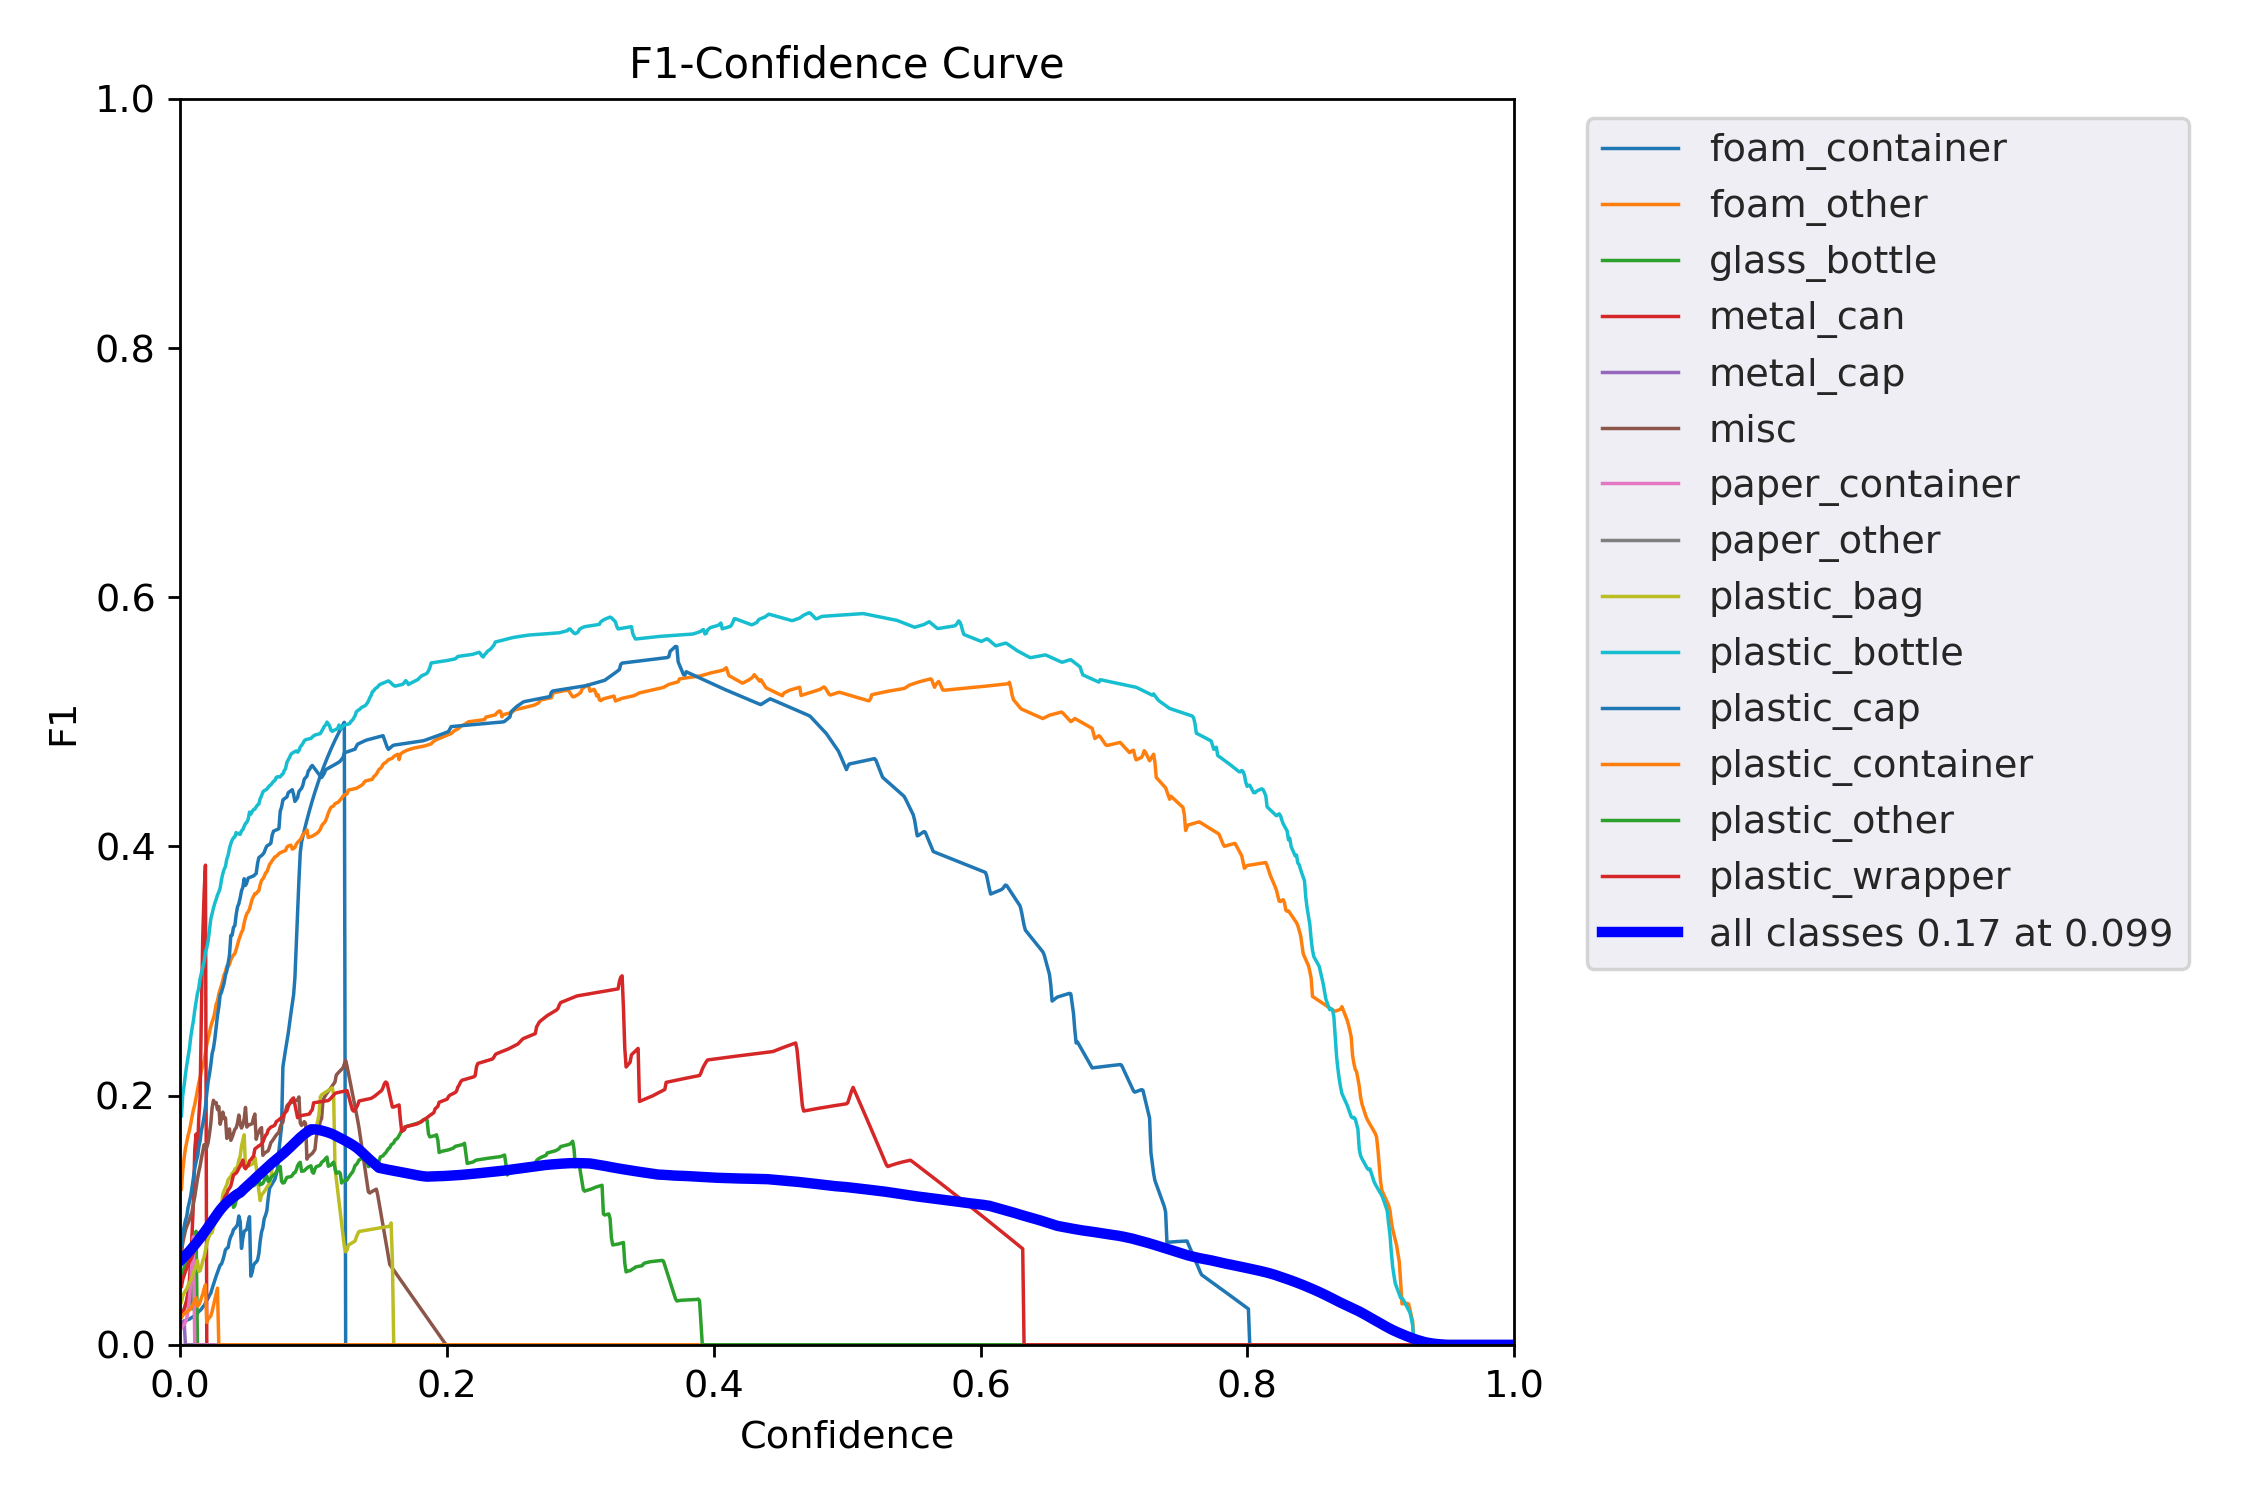 F1-Confidence Curve
1.0
0.8
0.6
0.4
0.2
0.0
F1
0.0 0.2 0.4 0.6 0.8 1.0
Confidence
foam_container
foam_other
glass_bottle
metal_can
metal_cap
misc
paper_container
paper_other
plastic_bag
plastic_bottle
plastic_cap
plastic_container
plastic_other
plastic_wrapper
all classes 0.17 at 0.099